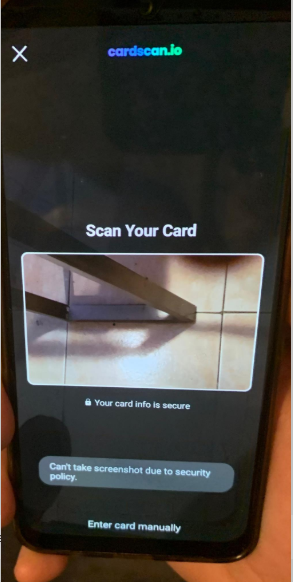 cardscan.io
Scan Your Card
Your card info is secure
Can't take screenshot due to security
policy.
Enter card manually